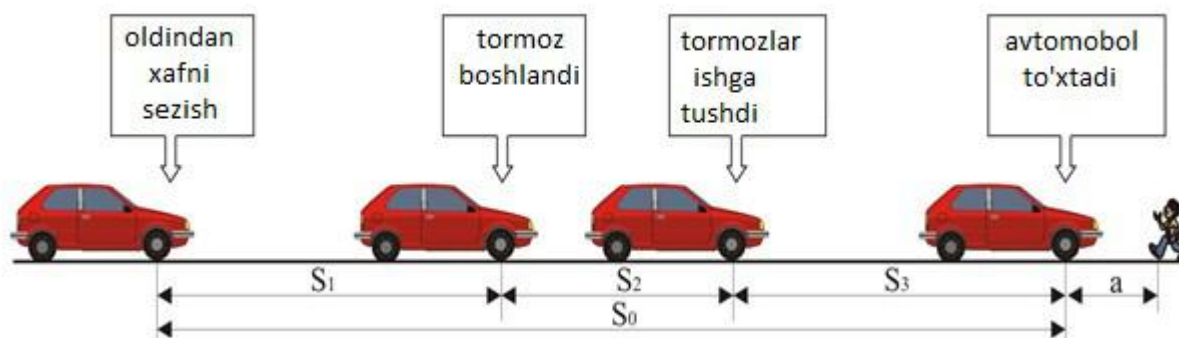 oldindan
xafni
sezish
tormoz
boshlandi
tormozlar
ishga
tushdi
avtomobol
to'xtadi
S1
S2
S3
a
S0